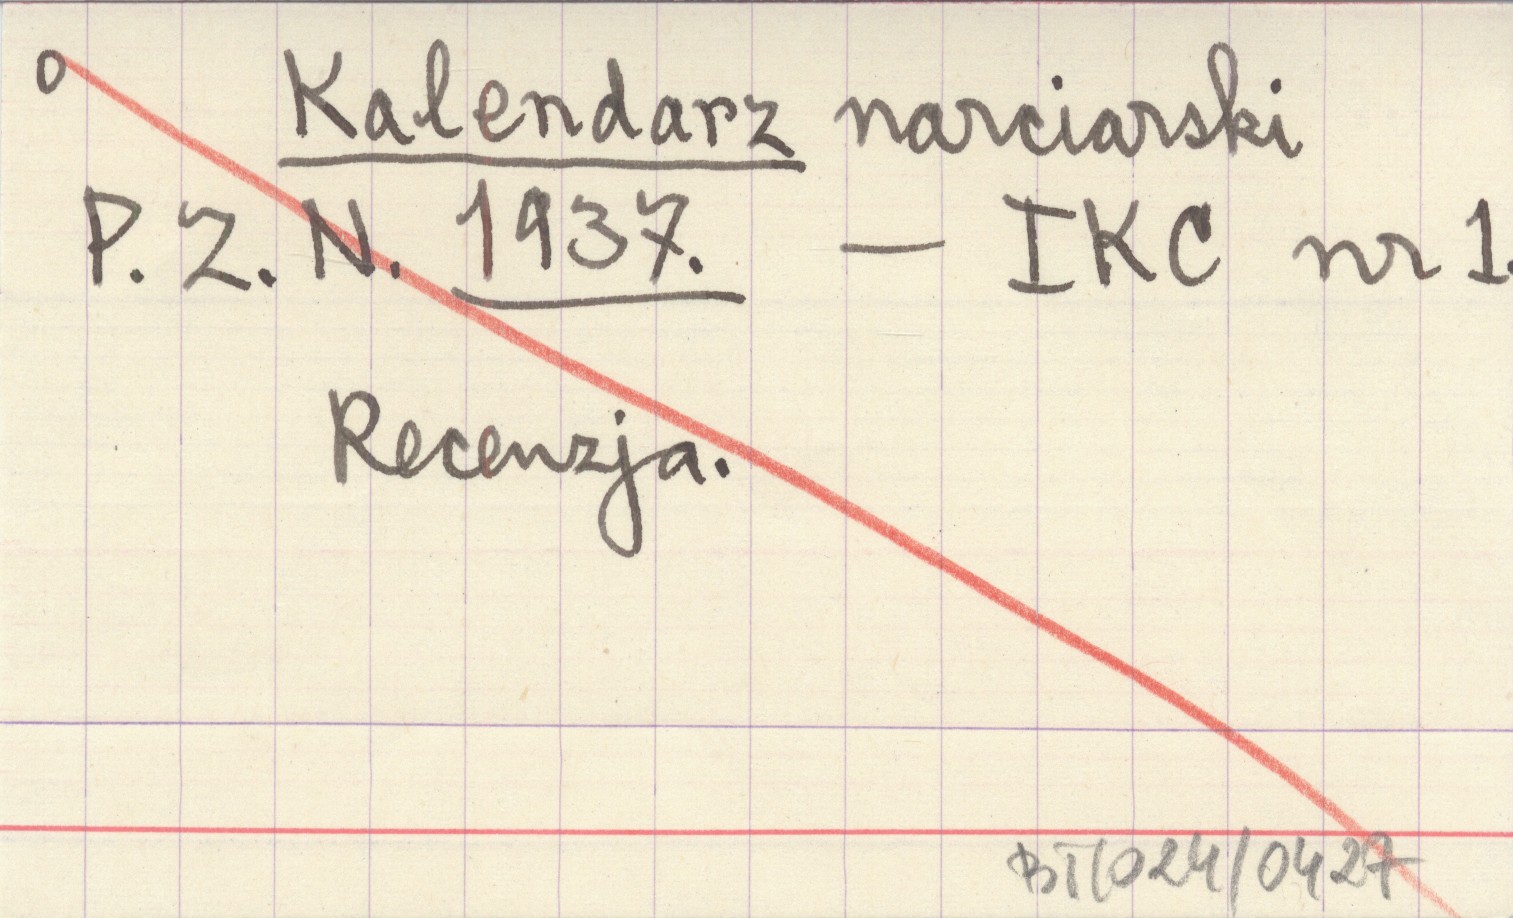 o Kalendarz narciarski
P. Z. N. 1937. — IKC nr 1.
Recenzja.
BT/024/0427